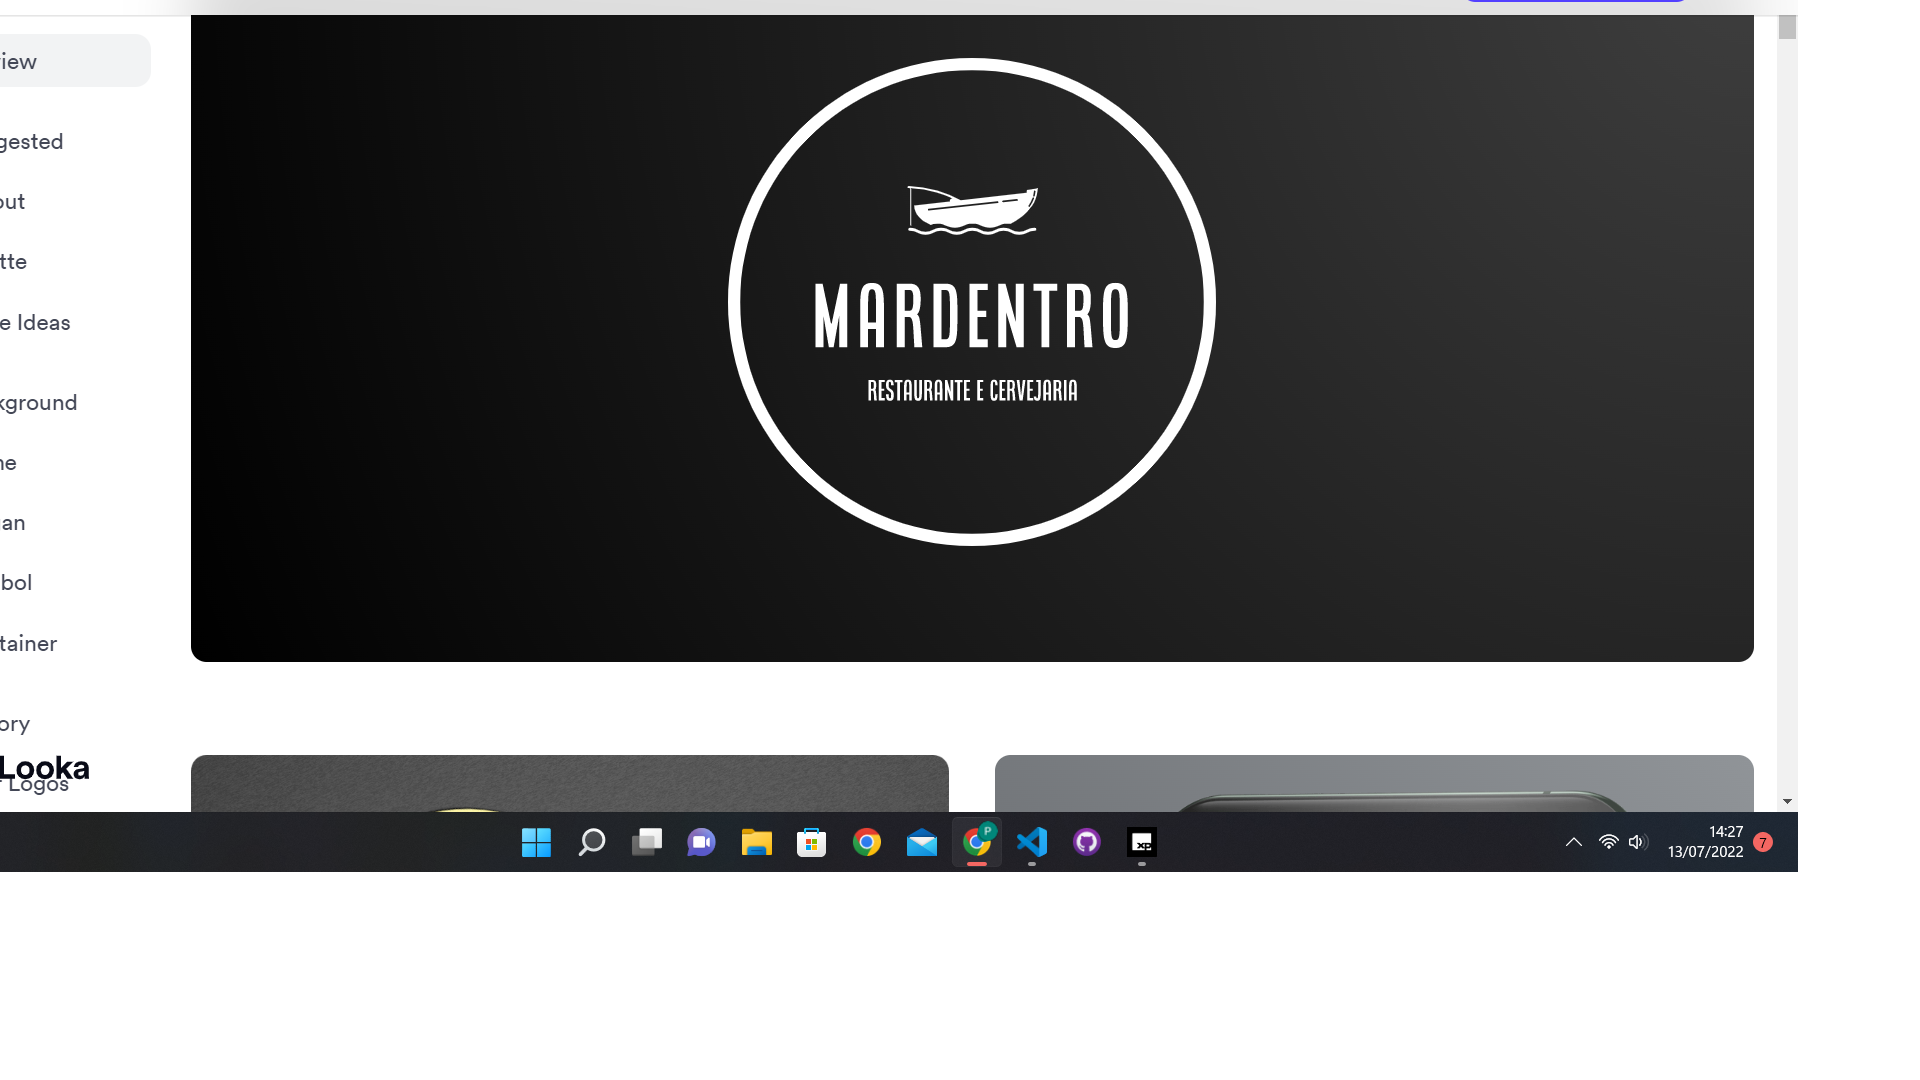 iew
gested
out
tte
e Ideas
kground
ne
an
bol
tainer
ory
Looka
r Logos
MARDENTRO
RESTAURANTE E CERVEJARIA
P
XP
14:27
13/07/2022
7